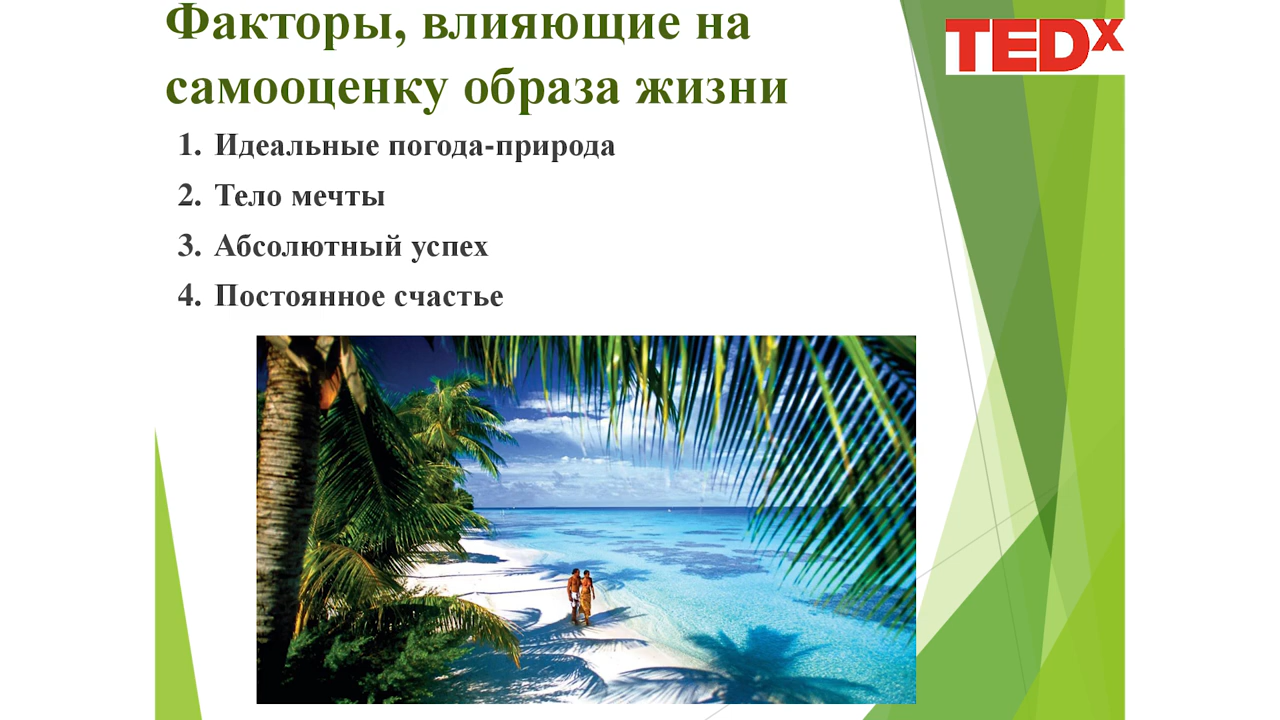 Факторы, влияющие на
самооценку образа жизни
TEDx
1. Идеальные погода-природа
2. Тело мечты
3. Абсолютный успех
4. Постоянное счастье